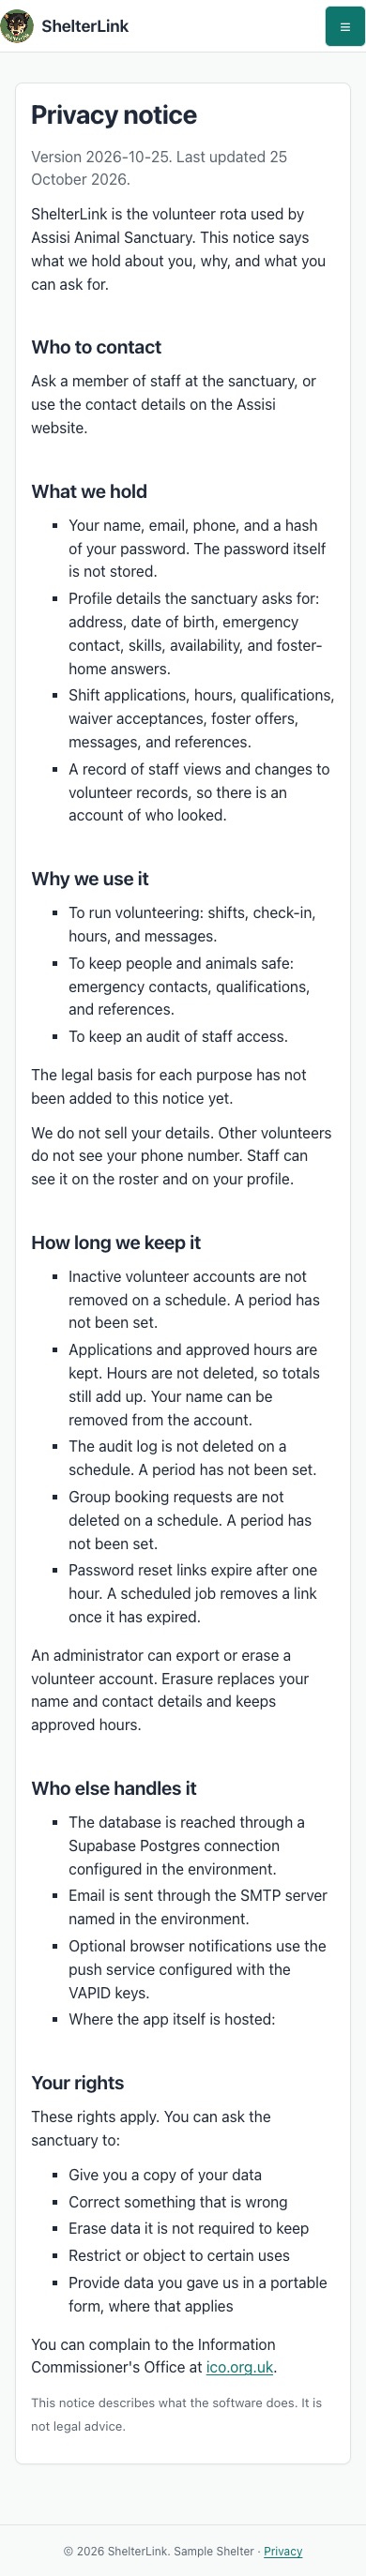 ShelterLink
≡
Privacy notice
Version 2026-10-25. Last updated 25
October 2026.
ShelterLink is the volunteer rota used by
Assisi Animal Sanctuary. This notice says
what we hold about you, why, and what you
can ask for.
Who to contact
Ask a member of staff at the sanctuary, or
use the contact details on the Assisi
website.
What we hold
▪ Your name, email, phone, and a hash
of your password. The password itself
is not stored.
▪ Profile details the sanctuary asks for:
address, date of birth, emergency
contact, skills, availability, and foster-
home answers.
▪ Shift applications, hours, qualifications,
waiver acceptances, foster offers,
messages, and references.
▪ A record of staff views and changes to
volunteer records, so there is an
account of who looked.
Why we use it
▪ To run volunteering: shifts, check-in,
hours, and messages.
▪ To keep people and animals safe:
emergency contacts, qualifications,
and references.
▪ To keep an audit of staff access.
The legal basis for each purpose has not
been added to this notice yet.
We do not sell your details. Other volunteers
do not see your phone number. Staff can
see it on the roster and on your profile.
How long we keep it
▪ Inactive volunteer accounts are not
removed on a schedule. A period has
not been set.
▪ Applications and approved hours are
kept. Hours are not deleted, so totals
still add up. Your name can be
removed from the account.
▪ The audit log is not deleted on a
schedule. A period has not been set.
▪ Group booking requests are not
deleted on a schedule. A period has
not been set.
▪ Password reset links expire after one
hour. A scheduled job removes a link
once it has expired.
An administrator can export or erase a
volunteer account. Erasure replaces your
name and contact details and keeps
approved hours.
Who else handles it
▪ The database is reached through a
Supabase Postgres connection
configured in the environment.
▪ Email is sent through the SMTP server
named in the environment.
▪ Optional browser notifications use the
push service configured with the
VAPID keys.
▪ Where the app itself is hosted:
Your rights
These rights apply. You can ask the
sanctuary to:
▪ Give you a copy of your data
▪ Correct something that is wrong
▪ Erase data it is not required to keep
▪ Restrict or object to certain uses
▪ Provide data you gave us in a portable
form, where that applies
You can complain to the Information
Commissioner's Office at ico.org.uk.
This notice describes what the software does. It is
not legal advice.
© 2026 ShelterLink. Sample Shelter · Privacy